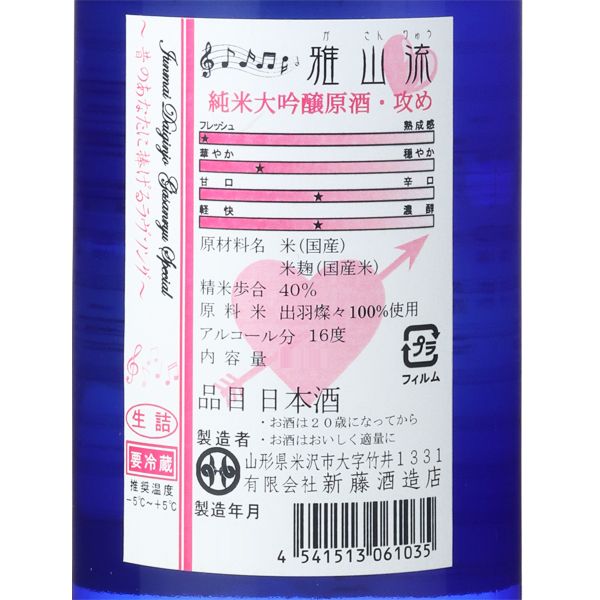 が さん りゅう
雅山流
純米大吟醸原酒・攻め
フレッシュ 熟成感
華やか 穏やか
甘口 辛口
軽快 濃醇
原材料名 米(国産)
米麹(国産米)
精米歩合 40%
原料米 出羽燦々100%使用
アルコール分 16度
内容量
プラ
フィルム
品目 日本酒
・お酒は20歳になってから
・お酒はおいしく適量に
製造者
山形県米沢市大字竹井1331
有限会社新藤酒造店
製造年月
4 541513 061035
Junmai Daiginjo Gasanryu Special
~昔のあなたに捧げるラヴソング~
生詰
要冷蔵
推奨温度
-5℃~+5℃